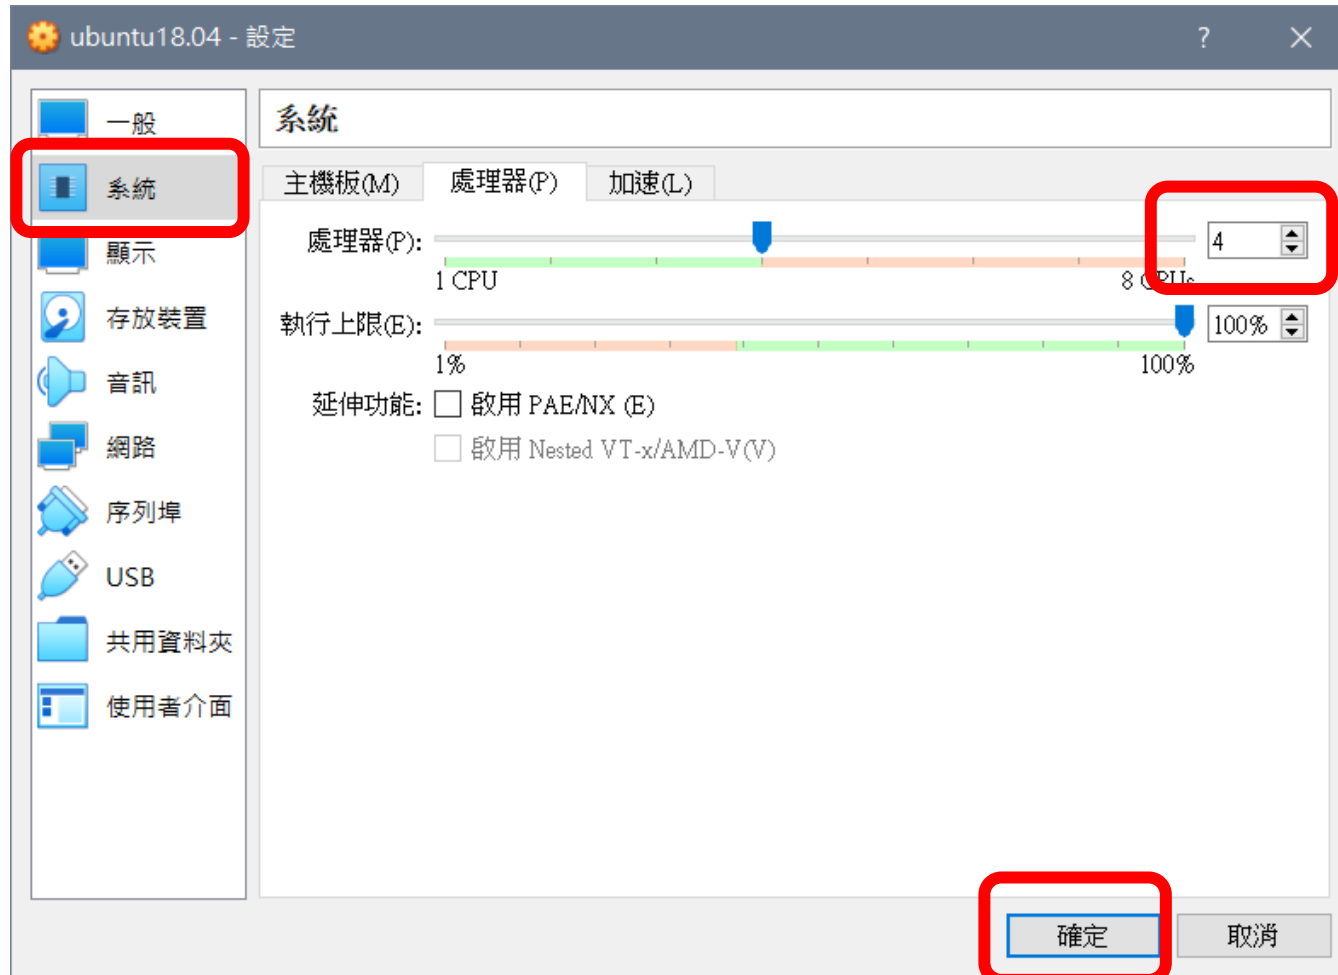 ubuntu18.04 - 設定
?
一般
系統
顯示
存放裝置
音訊
網路
序列埠
USB
共用資料夾
使用者介面
系統
主機板(M) 處理器(P) 加速(L)
處理器(P): 4
1 CPU 8 CPUs
執行上限(E): 100%
1% 100%
延伸功能: 啟用 PAE/NX (E)
啟用 Nested VT-x/AMD-V(V)
確定 取消